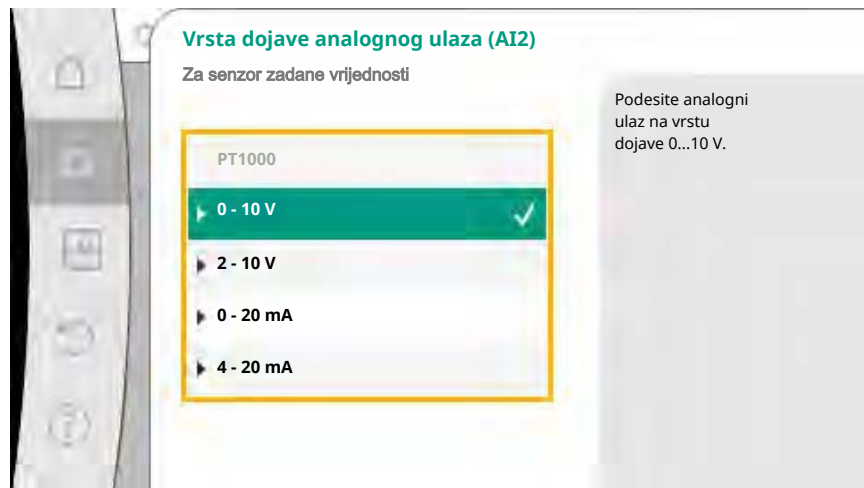 Vrsta dojave analognog ulaza (AI2)
Za senzor zadane vrijednosti
PT1000
0 - 10 V
2 - 10 V
0 - 20 mA
4 - 20 mA
Podesite analogni
ulaz na vrstu
dojave 0...10 V.